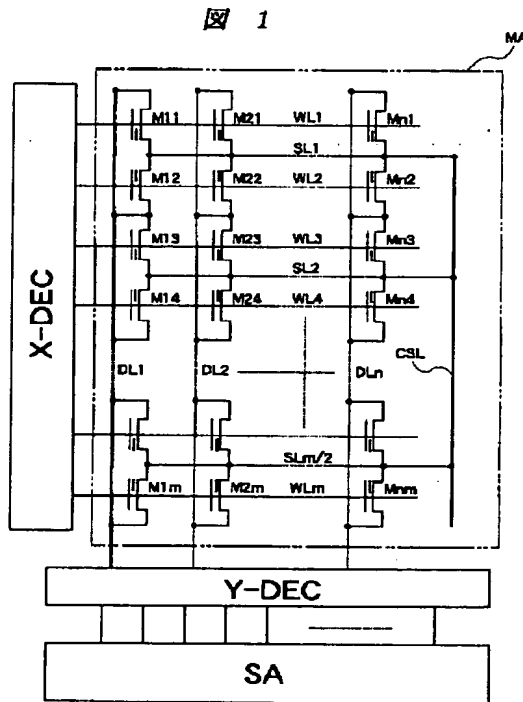 図 1
MA
M11 M21 WL1 Mn1
SL1
M12 M22 WL2 Mn2
M13 M23 WL3 Mn3
SL2
M14 M24 WL4 Mn4
X-DEC
DL1 DL2 DLn CSL
SLm/2
M1m M2m WLm Mnm
Y-DEC
SA